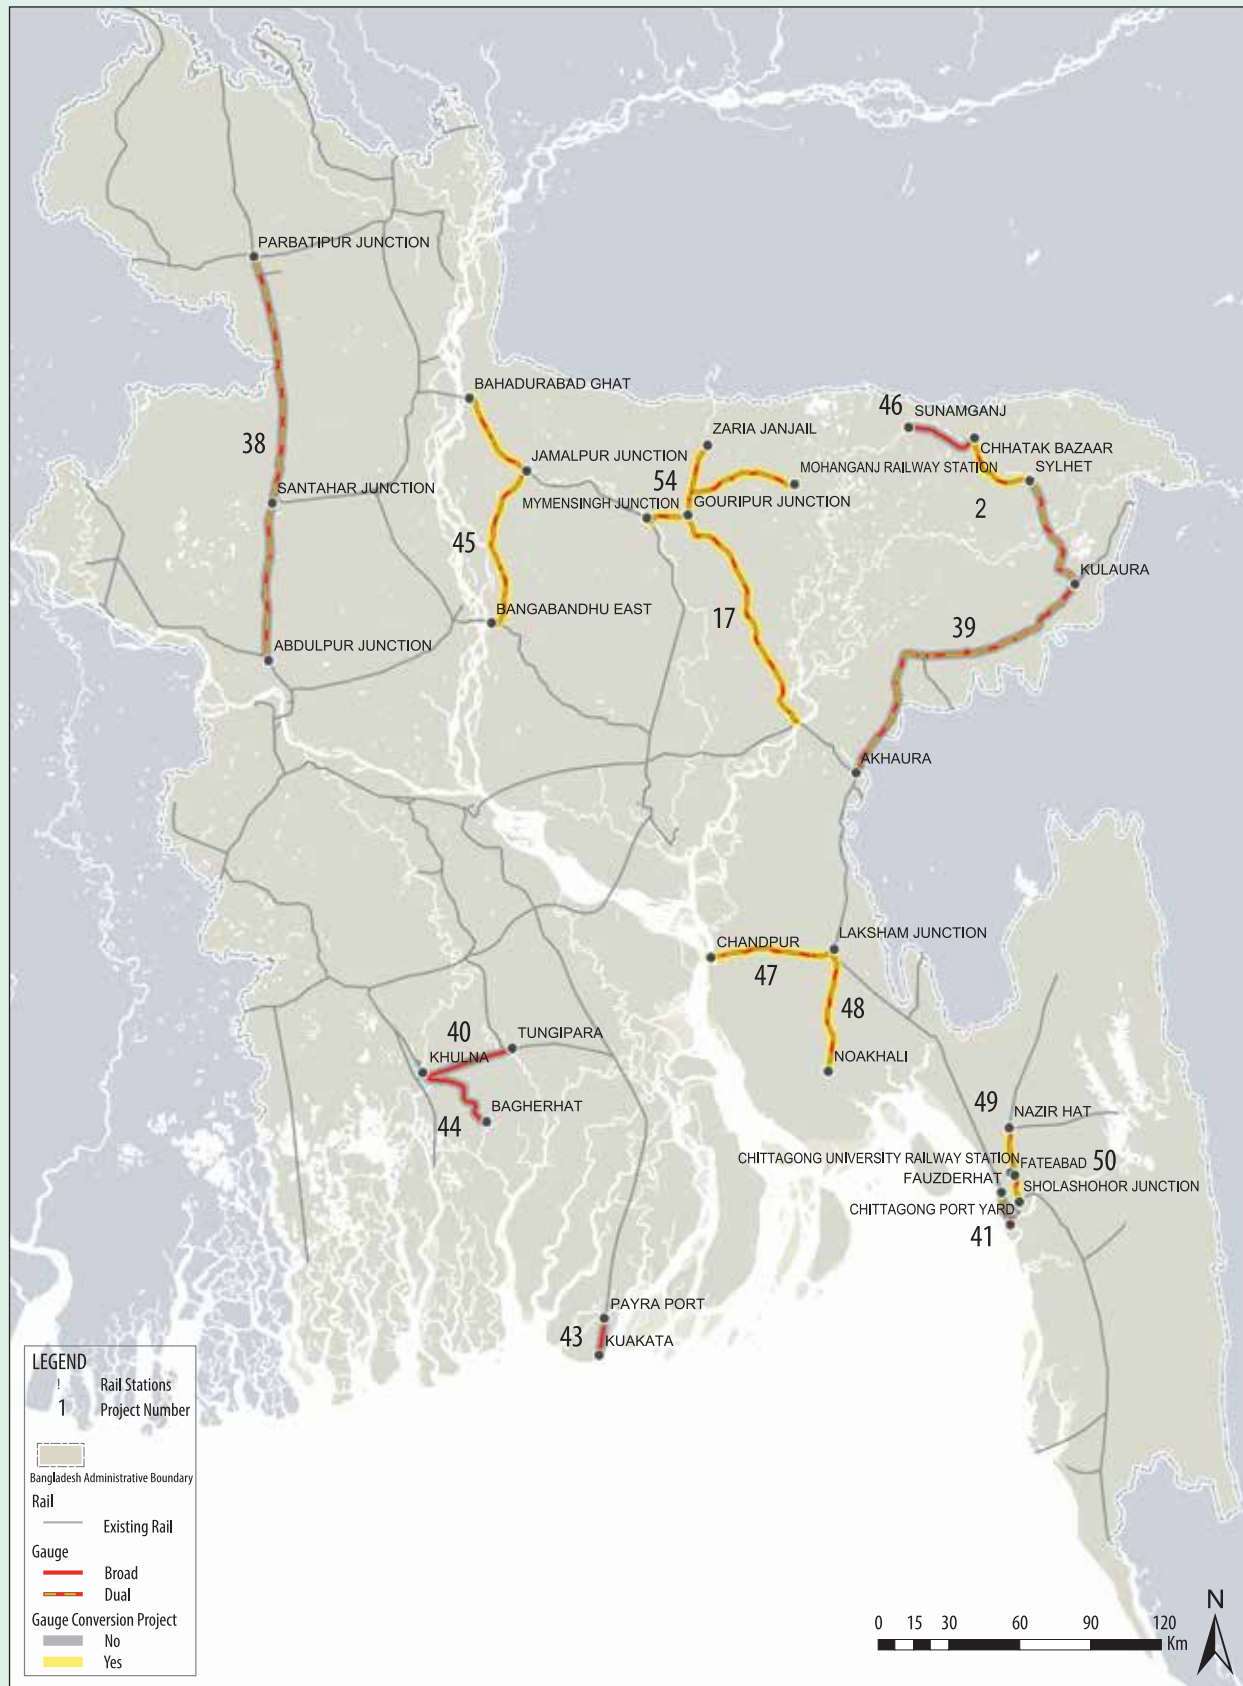 PARBATIPUR JUNCTION
BAHADURABAD GHAT
46
SUNAMGANJ
ZARIA JANJAIL
38
CHHATAK BAZAAR
JAMALPUR JUNCTION
MOHANGANJ RAILWAY STATION
SYLHET
54
SANTAHAR JUNCTION
MYMENSINGH JUNCTION
GOURIPUR JUNCTION
2
45
KULAURA
BANGABANDHU EAST
17
39
ABDULPUR JUNCTION
AKHAURA
LAKSHAM JUNCTION
CHANDPUR
47
48
40
TUNGIPARA
KHULNA
NOAKHALI
BAGHERHAT
44
49
NAZIR HAT
CHITTAGONG UNIVERSITY RAILWAY STATION
FATEABAD
50
FAUZDERHAT
SHOLASHOHOR JUNCTION
CHITTAGONG PORT YARD
41
PAYRA PORT
43
KUAKATA
LEGEND
! Rail Stations
1 Project Number
Bangladesh Administrative Boundary
Rail
Existing Rail
Gauge
Broad
Dual
Gauge Conversion Project
No
Yes
N
0 15 30 60 90 120
Km